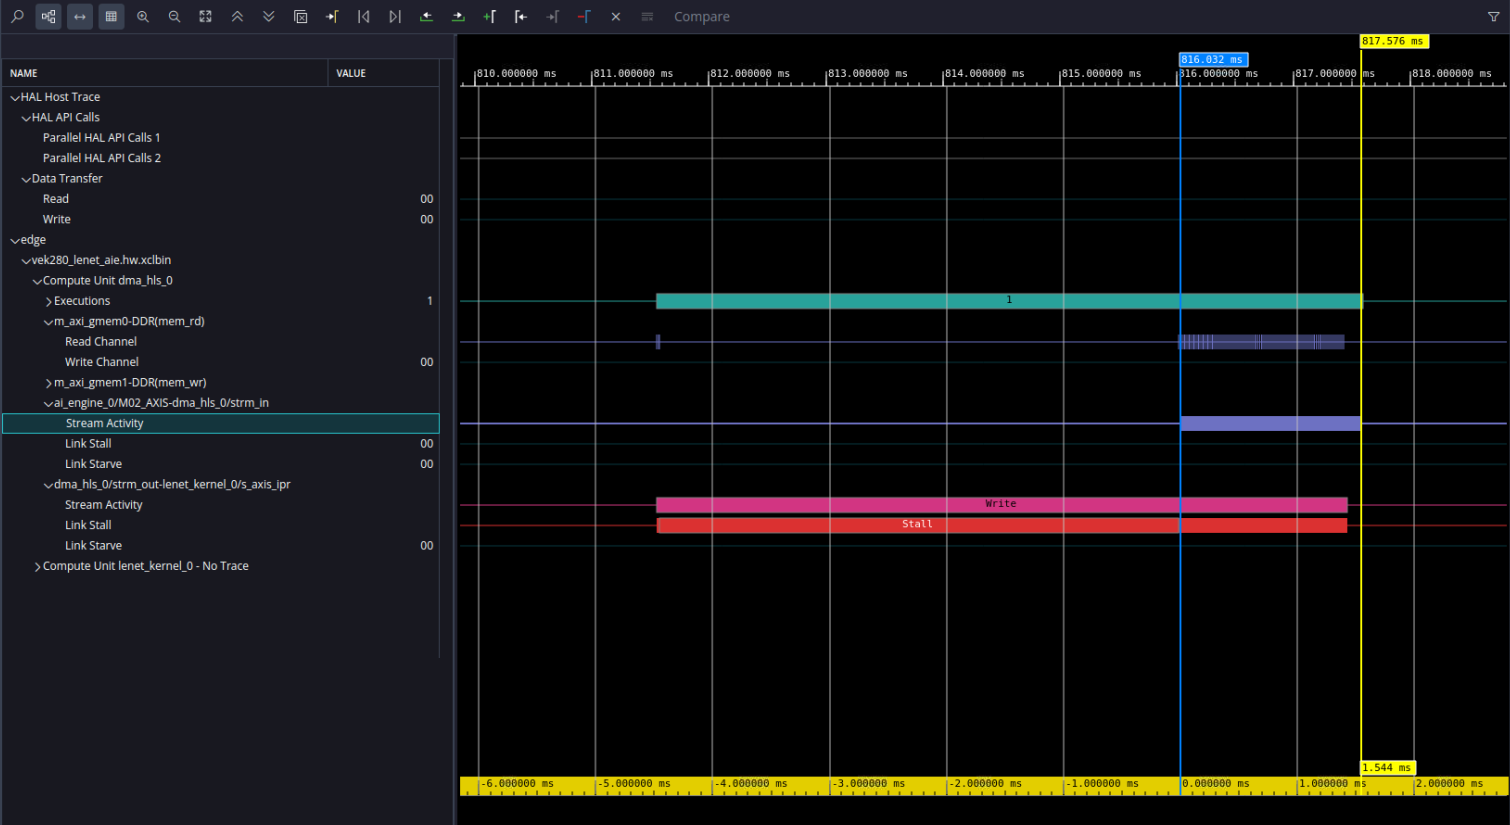 Compare
817.576 ms
816.032 ms
NAME VALUE
810.000000 ms 811.000000 ms 812.000000 ms 813.000000 ms 814.000000 ms 815.000000 ms 816.000000 ms 817.000000 ms 818.000000 ms
HAL Host Trace
HAL API Calls
Parallel HAL API Calls 1
Parallel HAL API Calls 2
Data Transfer
Read 00
Write 00
edge
vek280_lenet_aie.hw.xclbin
Compute Unit dma_hls_0
Executions 1 1
m_axi_gmem0-DDR(mem_rd)
Read Channel
Write Channel 00
m_axi_gmem1-DDR(mem_wr)
ai_engine_0/M02_AXIS-dma_hls_0/strm_in
Stream Activity
Link Stall 00
Link Starve 00
dma_hls_0/strm_out-lenet_kernel_0/s_axis_ipr
Stream Activity Write
Link Stall Stall
Link Starve 00
Compute Unit lenet_kernel_0 - No Trace
1.544 ms
-6.000000 ms -5.000000 ms -4.000000 ms -3.000000 ms -2.000000 ms -1.000000 ms 0.000000 ms 1.000000 ms 2.000000 ms